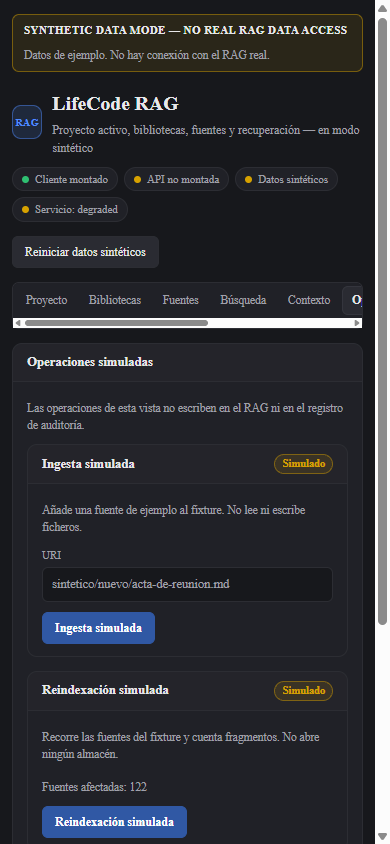 SYNTHETIC DATA MODE — NO REAL RAG DATA ACCESS
Datos de ejemplo. No hay conexión con el RAG real.
RAG
LifeCode RAG
Proyecto activo, bibliotecas, fuentes y recuperación — en modo
sintético
Cliente montado
API no montada
Datos sintéticos
Servicio: degraded
Reiniciar datos sintéticos
Proyecto
Bibliotecas
Fuentes
Búsqueda
Contexto
Operaciones simuladas
Las operaciones de esta vista no escriben en el RAG ni en el registro
de auditoría.
Ingesta simulada
Simulado
Añade una fuente de ejemplo al fixture. No lee ni escribe
ficheros.
URI
sintetico/nuevo/acta-de-reunion.md
Ingesta simulada
Reindexación simulada
Simulado
Recorre las fuentes del fixture y cuenta fragmentos. No abre
ningún almacén.
Fuentes afectadas: 122
Reindexación simulada